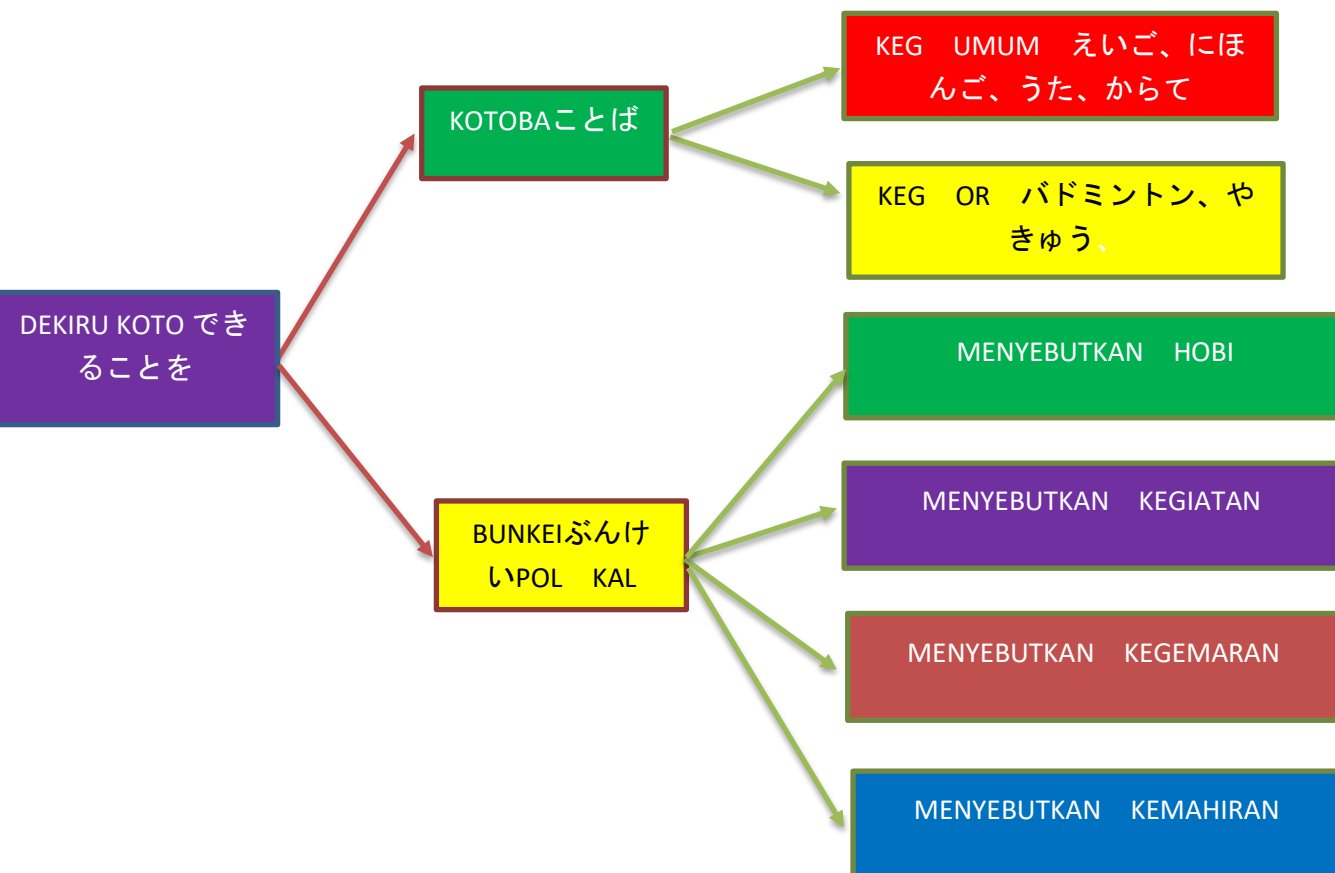 KEG UMUM えいご、にほ
んご、うた、からて
KOTOBAことば
KEG OR バドミントン、や
きゅう、
DEKIRU KOTO でき
ることを
MENYEBUTKAN HOBI
MENYEBUTKAN KEGIATAN
BUNKEIぶんけ
いPOL KAL
MENYEBUTKAN KEGEMARAN
MENYEBUTKAN KEMAHIRAN